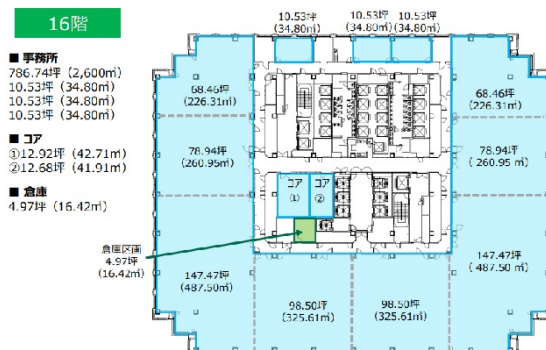 16階
■ 事務所
786.74坪（2,600㎡）
10.53坪（34.80㎡）
10.53坪（34.80㎡）
10.53坪（34.80㎡）
■ コア
①12.92坪（42.71㎡）
②12.68坪（41.91㎡）
■ 倉庫
4.97坪（16.42㎡）
10.53坪
(34.80㎡)
10.53坪
(34.80㎡)
10.53坪
(34.80㎡)
68.46坪
(226.31㎡)
68.46坪
(226.31㎡)
78.94坪
(260.95㎡)
78.94坪
( 260.95 ㎡)
コア
①
コア
②
倉庫区画
4.97坪
(16.42㎡)
147.47坪
(487.50㎡)
147.47坪
( 487.50 ㎡)
98.50坪
(325.61㎡)
98.50坪
(325.61㎡)